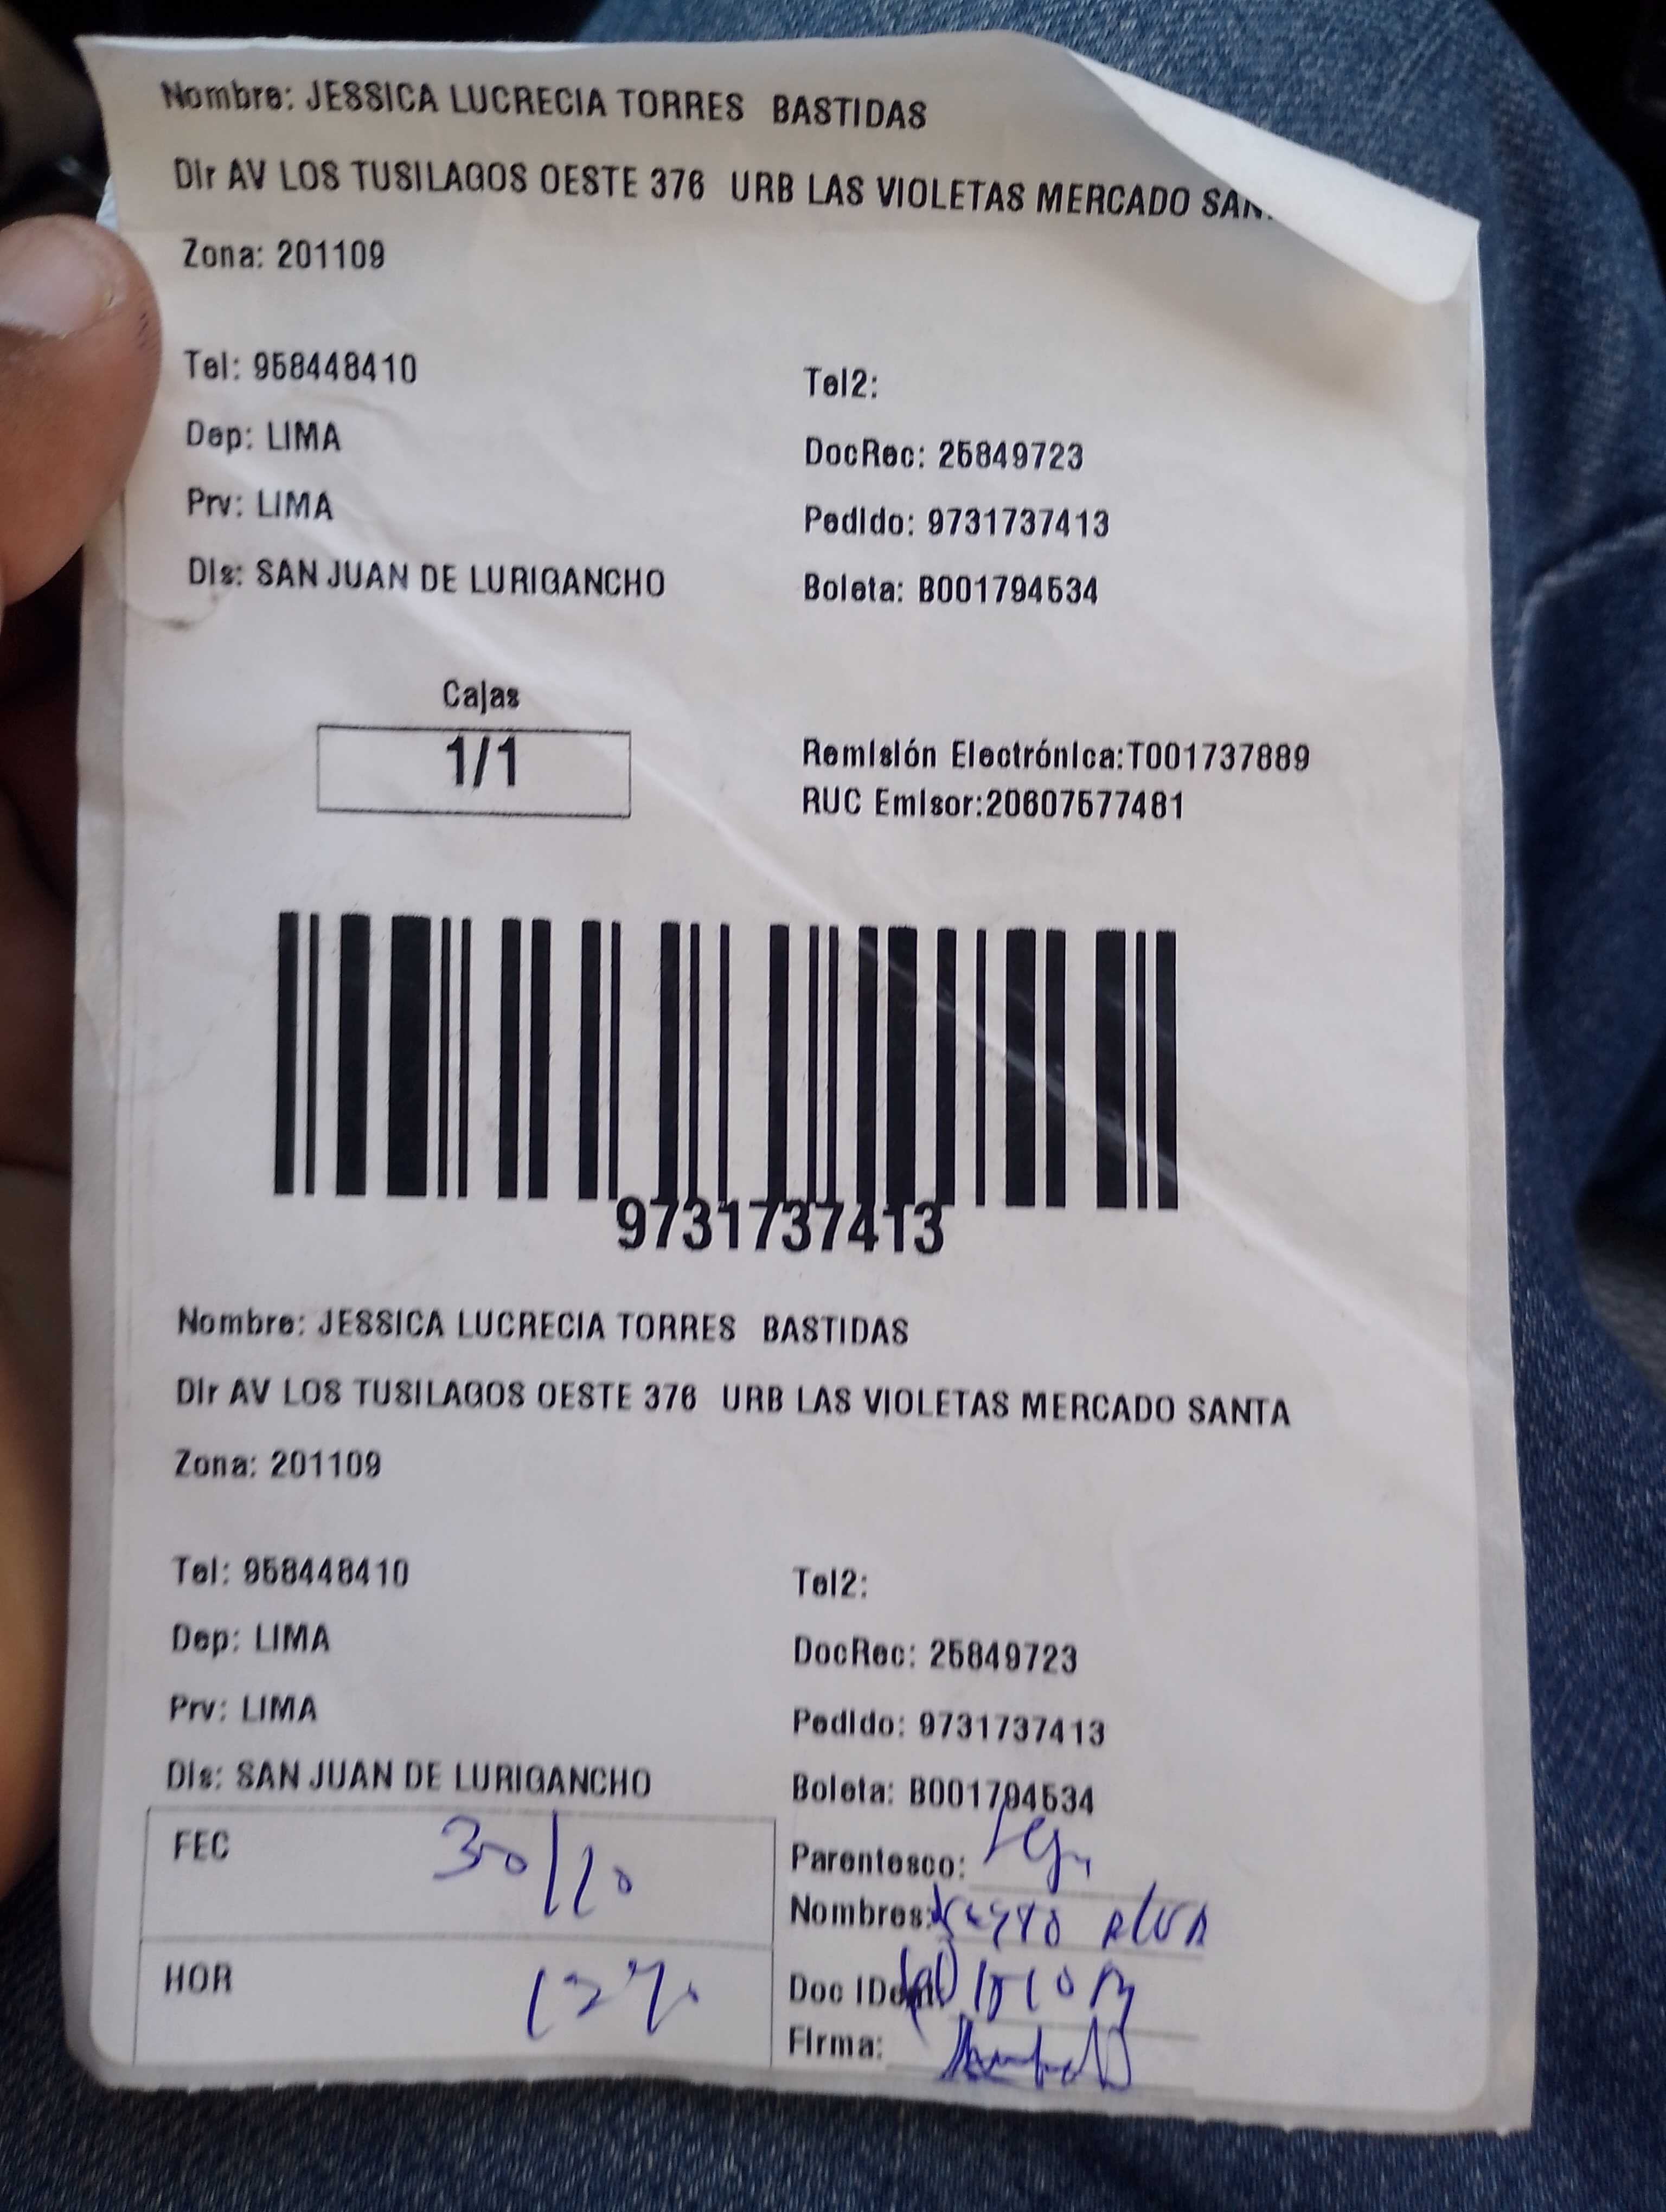 Nombre: JESSICA LUCRECIA TORRES BASTIDAS
Dir AV LOS TUSILAGOS OESTE 376 URB LAS VIOLETAS MERCADO
Zona: 201109
Tel: 958448410 Tel2:
Dep: LIMA DocRec: 25849723
Prv: LIMA Pedido: 9731737413
Dis: SAN JUAN DE LURIGANCHO Boleta: B001794534
Cajas
1/1
Remisión Electrónica:T001737889
RUC Emisor:20607577481
9731737413
Nombre: JESSICA LUCRECIA TORRES BASTIDAS
Dir AV LOS TUSILAGOS OESTE 376 URB LAS VIOLETAS MERCADO SANTA
Zona: 201109
Tel: 958448410 Tel2:
Dep: LIMA DocRec: 25849723
Prv: LIMA Pedido: 9731737413
Dis: SAN JUAN DE LURIGANCHO Boleta: B001794534
FEC 30/10 Parentesco:
Nombres:
HOR Doc IDent:
Firma: